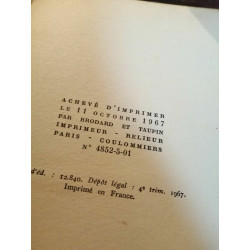 ACHEVÉ D'IMPRIMER
LE 11 OCTOBRE 1967
PAR BRODARD ET TAUPIN
IMPRIMEUR - RELIEUR
PARIS - COULOMMIERS
N° 4852-5-01
d'éd. : 12.840. Dépôt légal : 4e trim. 1967.
Imprimé en France.